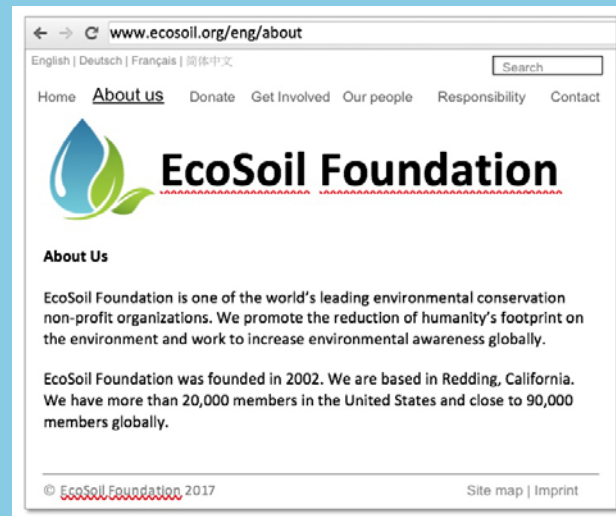 www.ecosoil.org/eng/about
English | Deutsch | Français | 简体中文
Search
Home About us Donate Get Involved Our people Responsibility Contact
EcoSoil Foundation
About Us
EcoSoil Foundation is one of the world's leading environmental conservation
non-profit organizations. We promote the reduction of humanity's footprint on
the environment and work to increase environmental awareness globally.
EcoSoil Foundation was founded in 2002. We are based in Redding, California.
We have more than 20,000 members in the United States and close to 90,000
members globally.
© EcoSoil Foundation 2017
Site map | Imprint